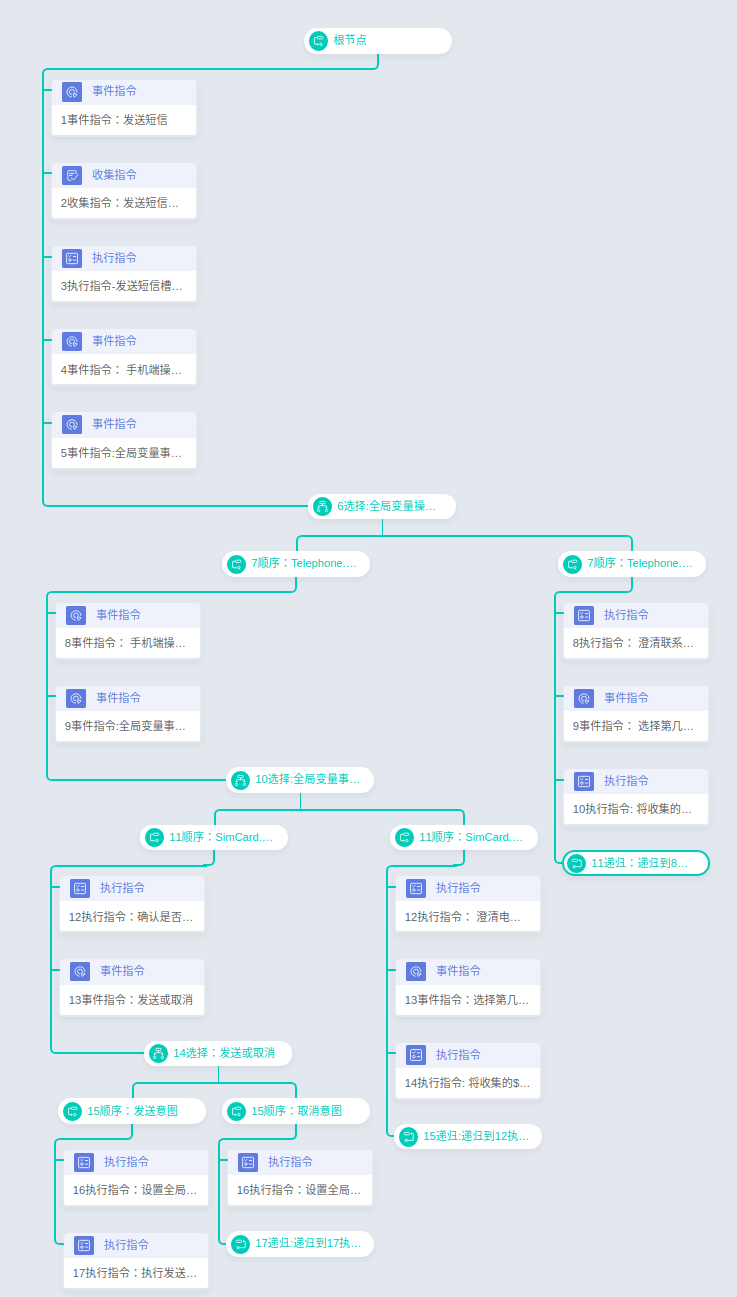 根节点
事件指令
1事件指令：发送短信
收集指令
2收集指令：发送短信…
执行指令
3执行指令-发送短信槽…
事件指令
4事件指令： 手机端操…
事件指令
5事件指令:全局变量事…
6选择:全局变量操…
7顺序：Telephone,…
7顺序：Telephone,…
事件指令
8事件指令： 手机端操…
执行指令
8执行指令： 澄清联系…
事件指令
9事件指令:全局变量事…
事件指令
9事件指令： 选择第几…
10选择:全局变量事…
执行指令
10执行指令: 将收集的…
11顺序：SimCard,…
11顺序：SimCard,…
11递归：递归到8…
执行指令
12执行指令：确认是否…
执行指令
12执行指令： 澄清电…
事件指令
13事件指令：发送或取消
事件指令
13事件指令：选择第几…
14选择：发送或取消
执行指令
14执行指令: 将收集的$…
15顺序：发送意图
15顺序：取消意图
15递归:递归到12执…
执行指令
16执行指令：设置全局…
执行指令
16执行指令：设置全局…
执行指令
17执行指令：执行发送…
17递归:递归到17执…